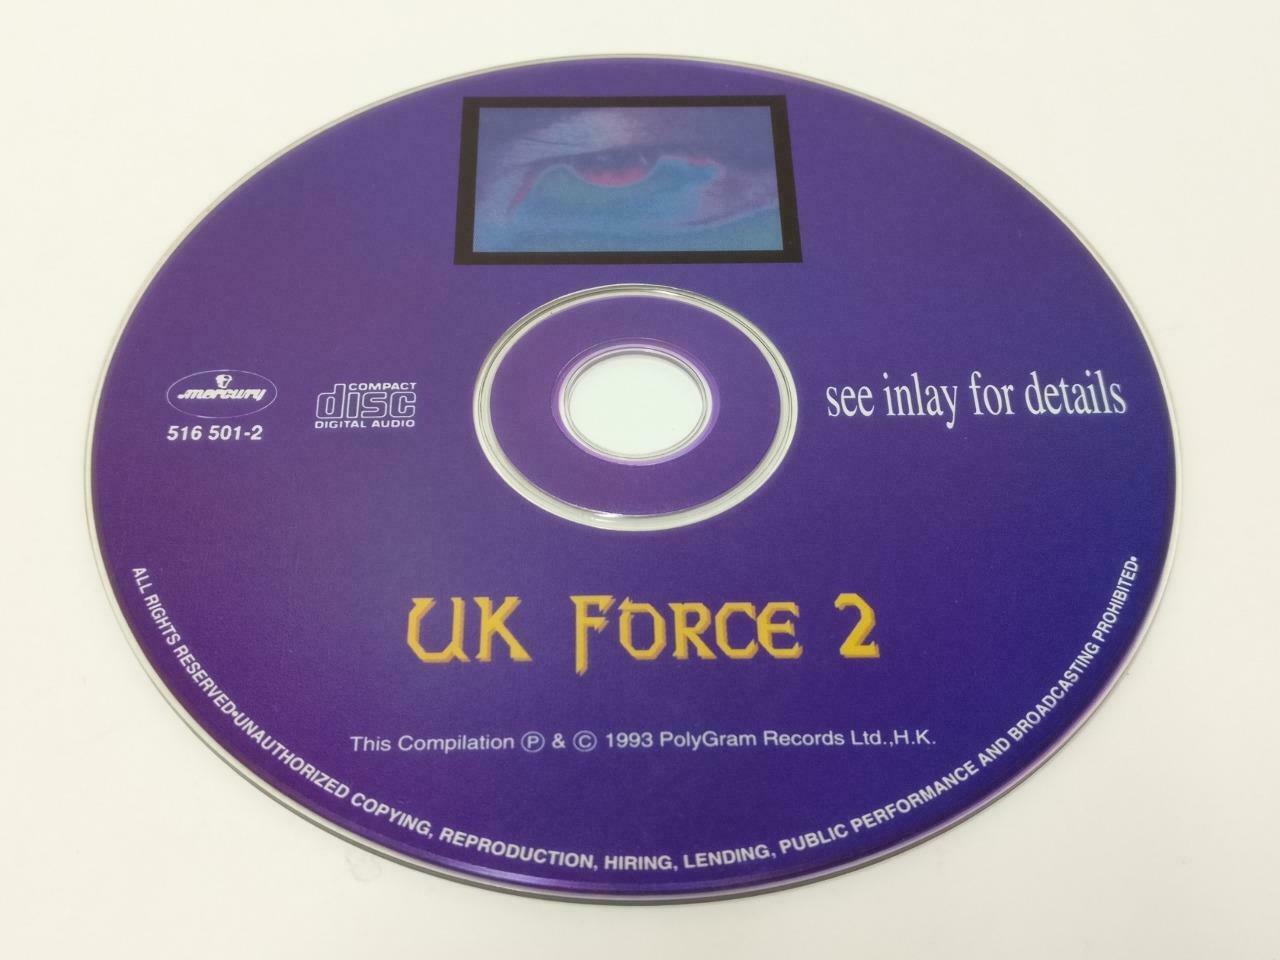 mercury
516 501-2
COMPACT
disc
DIGITAL AUDIO
see inlay for details
UK FORCE 2
This Compilation Ⓟ & © 1993 PolyGram Records Ltd.,H.K.
ALL RIGHTS RESERVED•UNAUTHORIZED COPYING, REPRODUCTION, HIRING, LENDING, PUBLIC PERFORMANCE AND BROADCASTING PROHIBITED•